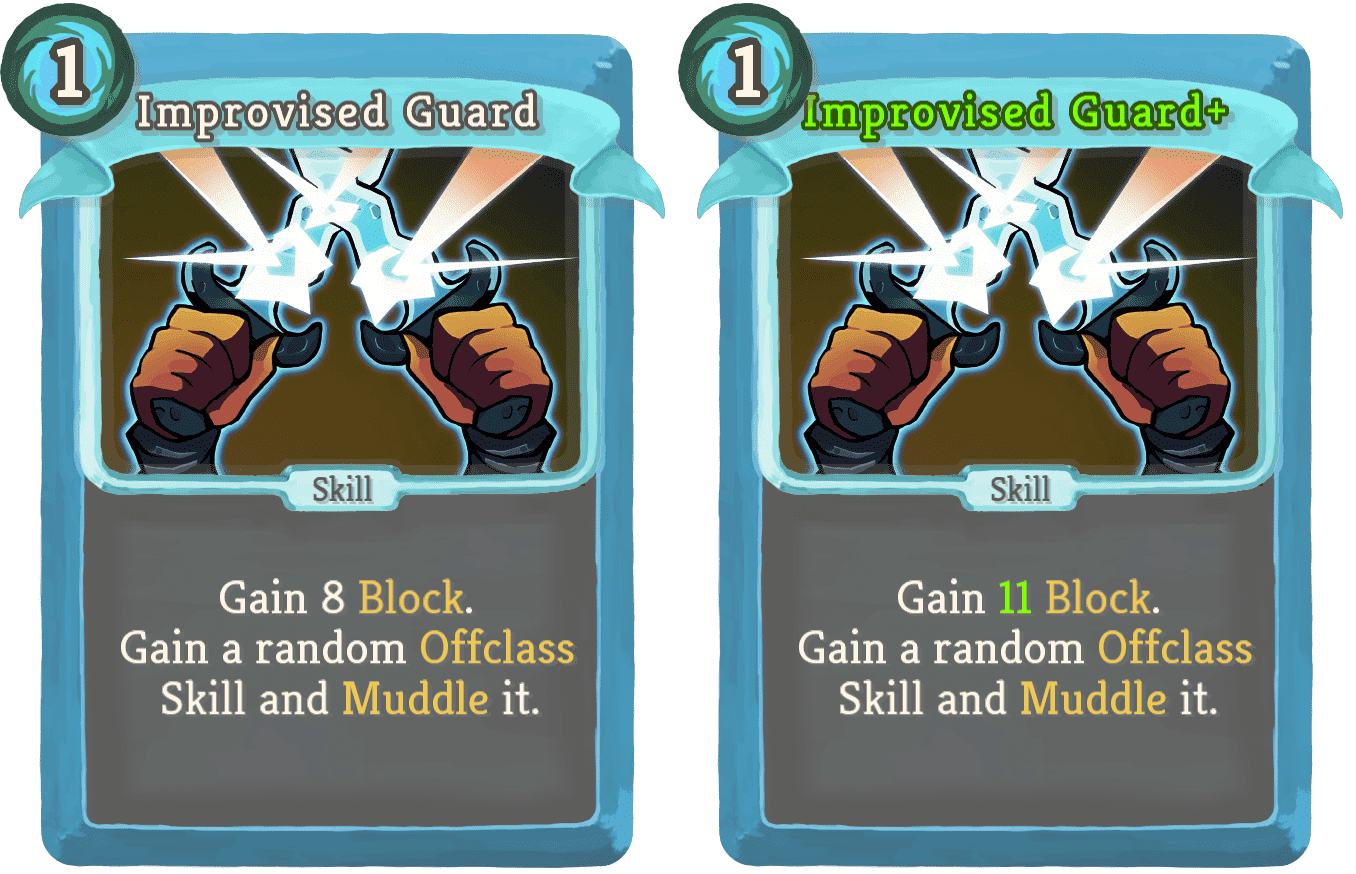 1
Improvised Guard
Skill
Gain 8 Block.
Gain a random Offclass
Skill and Muddle it.
1
Improvised Guard+
Skill
Gain 11 Block.
Gain a random Offclass
Skill and Muddle it.